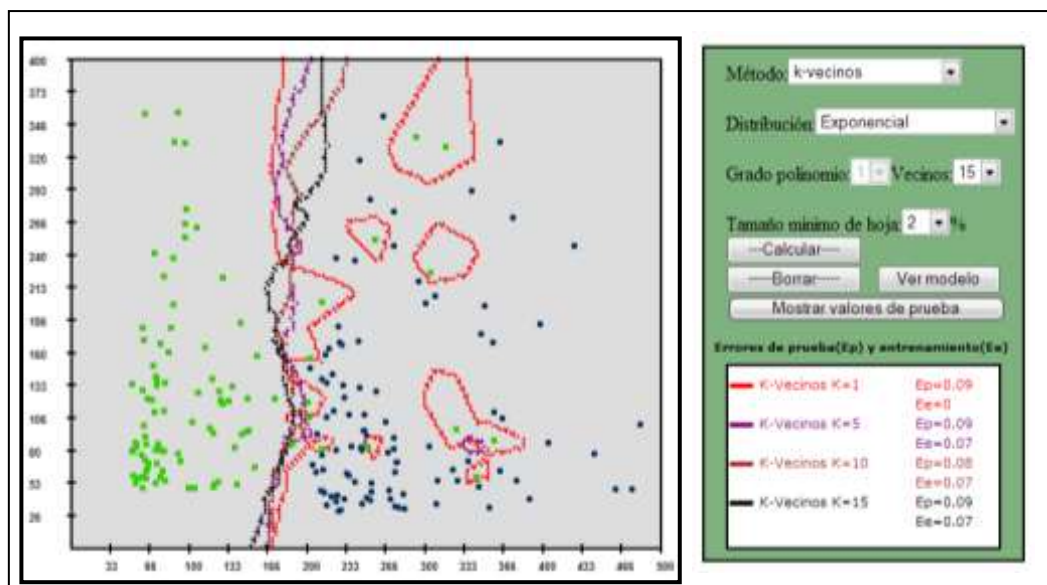 400
373
346
320
293
266
240
213
186
160
133
106
80
53
26
33
66
100
133
166
200
233
266
300
333
366
400
433
466
500
Método: k-vecinos
Distribución: Exponencial
Grado polinomio: 1 Vecinos: 15
Tamaño minimo de hoja: 2 %
---Calcular----
---Borrar-----
Ver modelo
Mostrar valores de prueba
Errores de prueba(Ep) y entrenamiento(Ee)
K-Vecinos K=1 Ep=0.09
Ee=0
K-Vecinos K=5 Ep=0.09
Ee=0.07
K-Vecinos K=10 Ep=0.08
Ee=0.07
K-Vecinos K=15 Ep=0.09
Ee=0.07